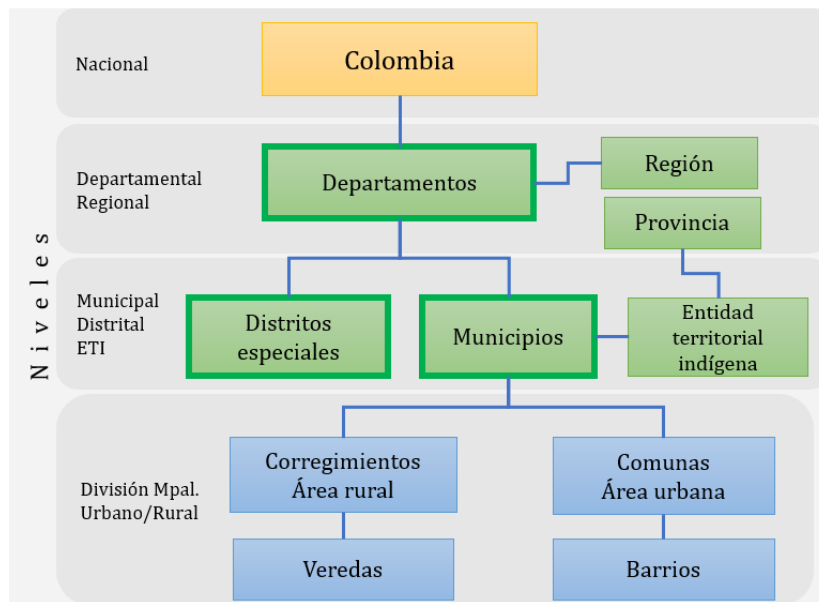 Niveles
Nacional
Colombia
Departamental
Regional
Departamentos
Región
Provincia
Municipal
Distrital
ETI
Distritos
especiales
Municipios
Entidad
territorial
indígena
División Mpal.
Urbano/Rural
Corregimientos
Área rural
Comunas
Área urbana
Veredas
Barrios